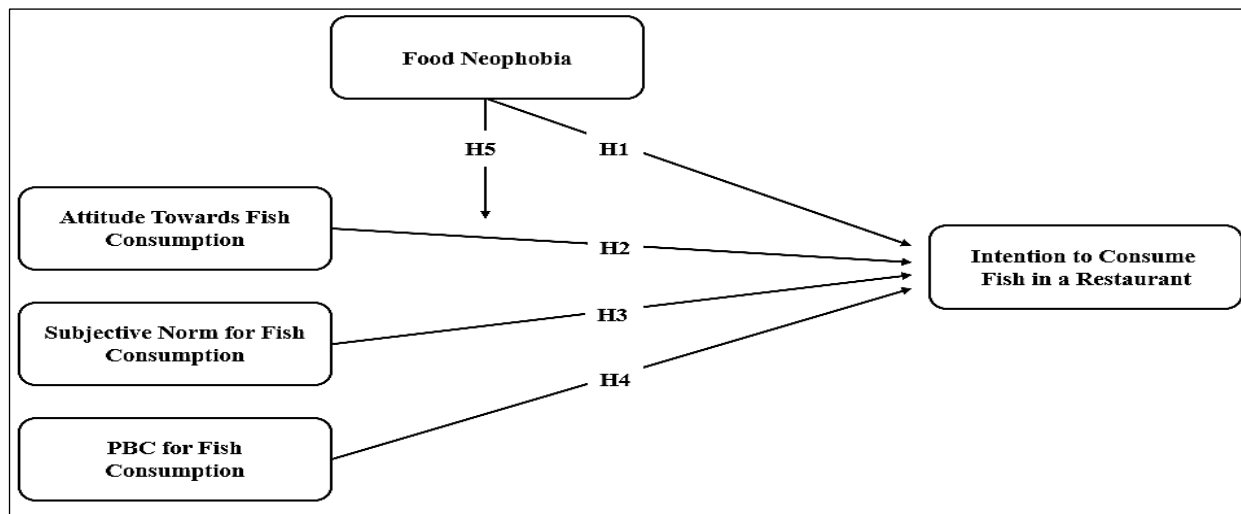 Food Neophobia
H5
H1
Attitude Towards Fish
Consumption
H2
Intention to Consume
Fish in a Restaurant
Subjective Norm for Fish
Consumption
H3
H4
PBC for Fish
Consumption